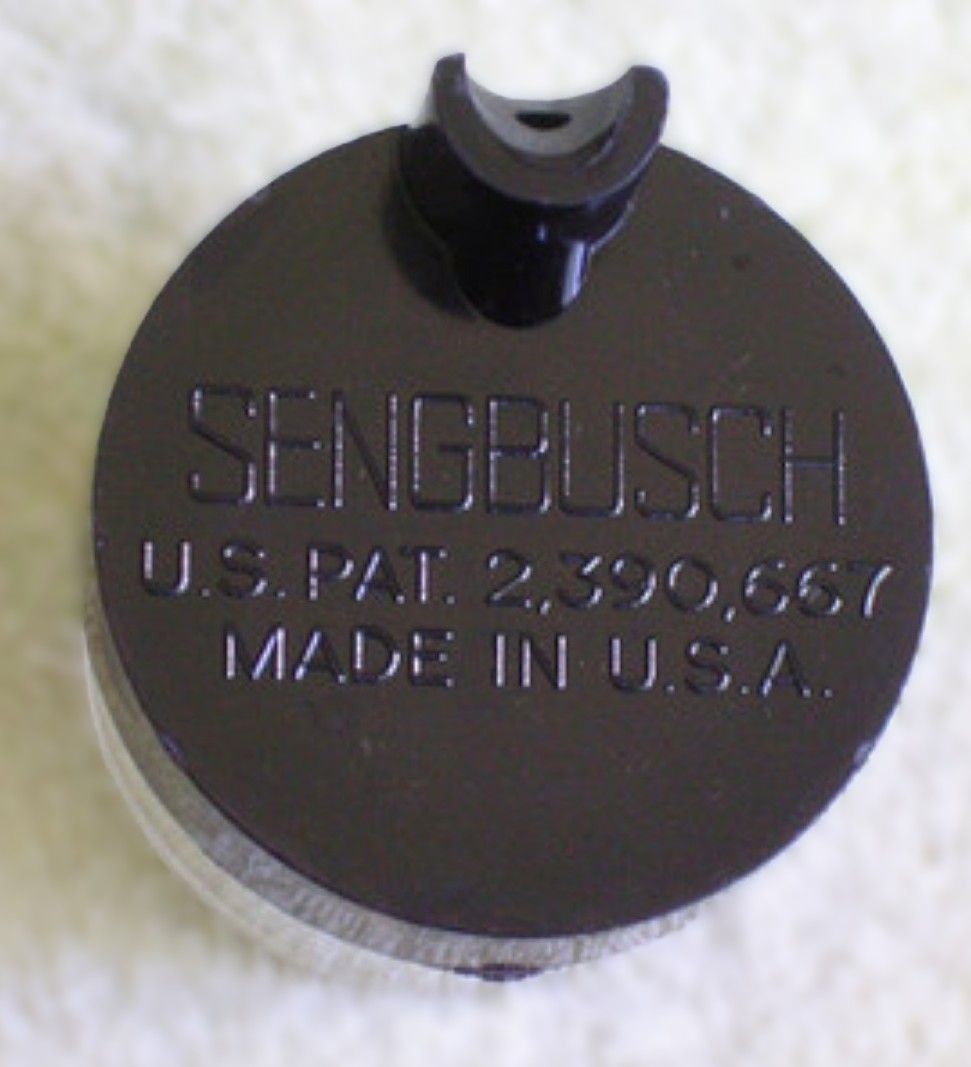 SENGBUSCH
U.S. PAT. 2,390,667
MADE IN U.S.A.